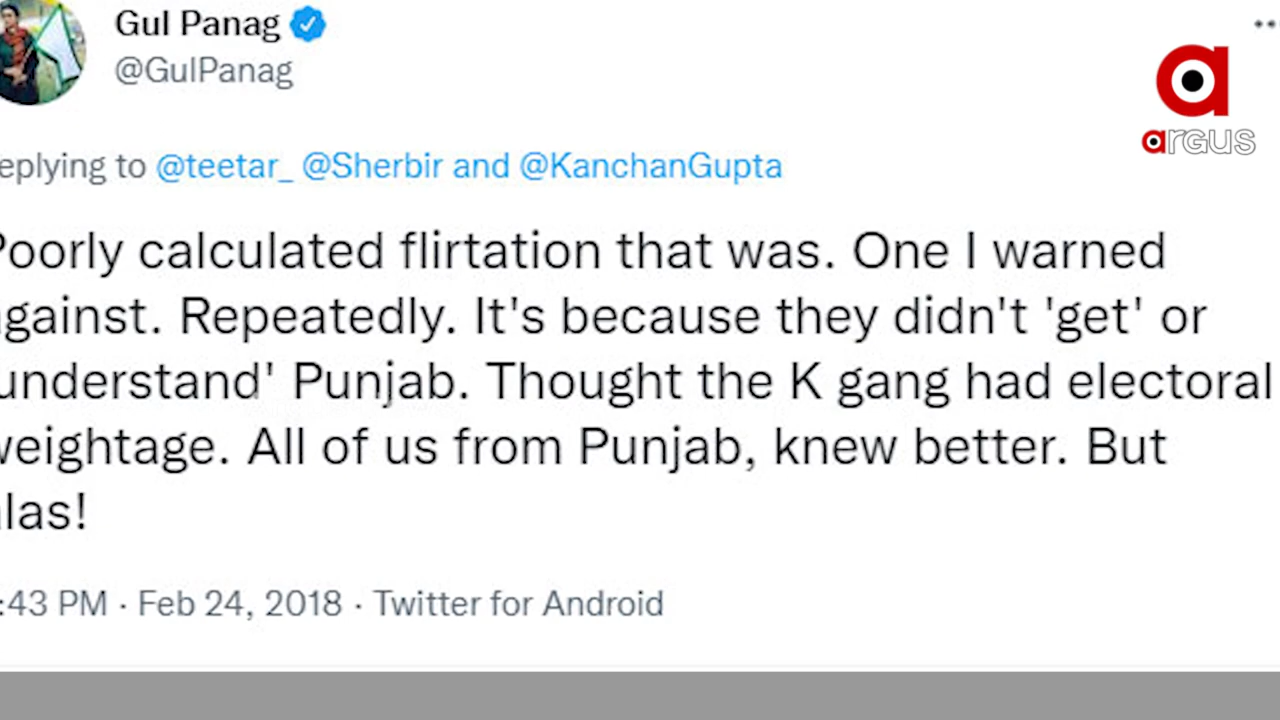 Gul Panag
@GulPanag
argus
eplying to @teetar_ @Sherbir and @KanchanGupta
Poorly calculated flirtation that was. One I warned
gainst. Repeatedly. It's because they didn't 'get' or
understand' Punjab. Thought the K gang had electoral
weightage. All of us from Punjab, knew better. But
las!
:43 PM · Feb 24, 2018 · Twitter for Android